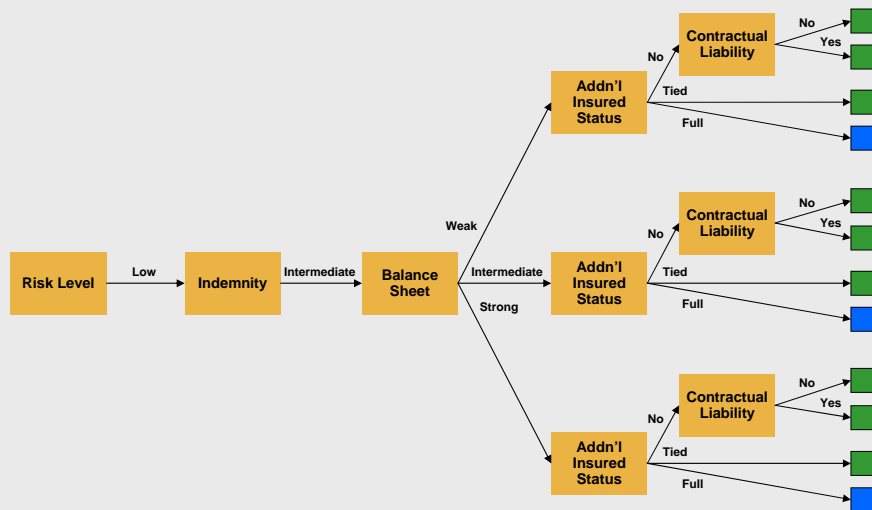 No
Contractual
Liability
Yes
No
Addn'l
Insured
Status
Tied
Full
Weak
No
Contractual
Liability
Yes
No
Risk Level
Low
Indemnity
Intermediate
Balance
Sheet
Intermediate
Addn'l
Insured
Status
Tied
Full
Strong
No
Contractual
Liability
Yes
No
Addn'l
Insured
Status
Tied
Full